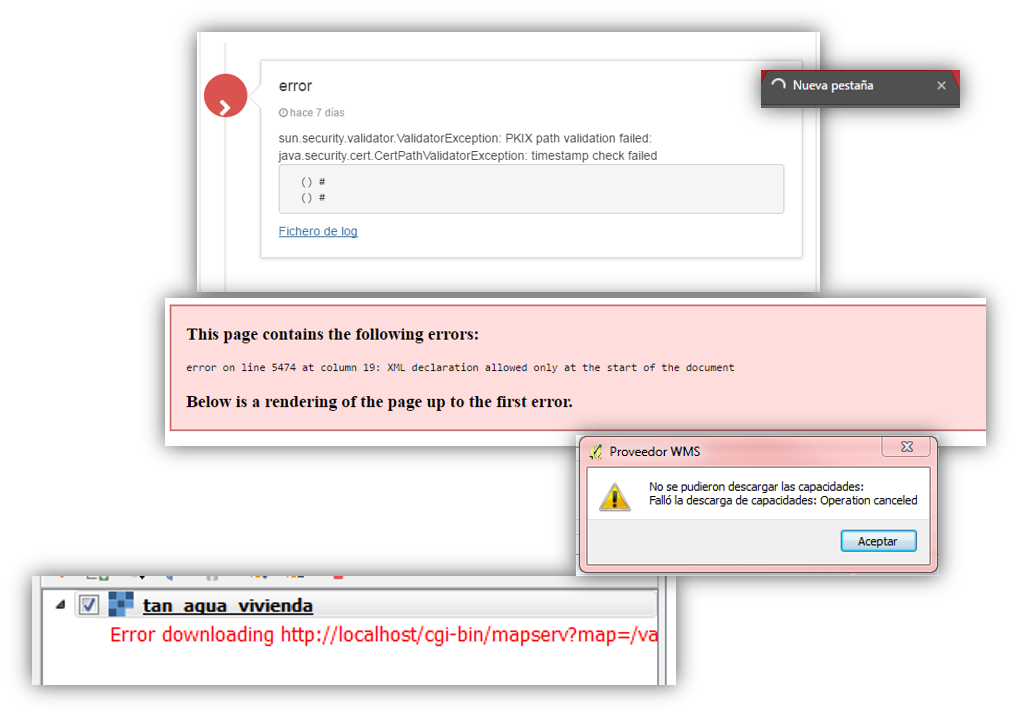 error
Nueva pestaña
hace 7 días
sun.security.validator.ValidatorException: PKIX path validation failed:
java.security.cert.CertPathValidatorException: timestamp check failed
() #
() #
Fichero de log
This page contains the following errors:
error on line 5474 at column 19: XML declaration allowed only at the start of the document
Below is a rendering of the page up to the first error.
Proveedor WMS
No se pudieron descargar las capacidades:
Falló la descarga de capacidades: Operation canceled
Aceptar
tan_agua_vivienda
Error downloading http://localhost/cgi-bin/mapserv?map=/va